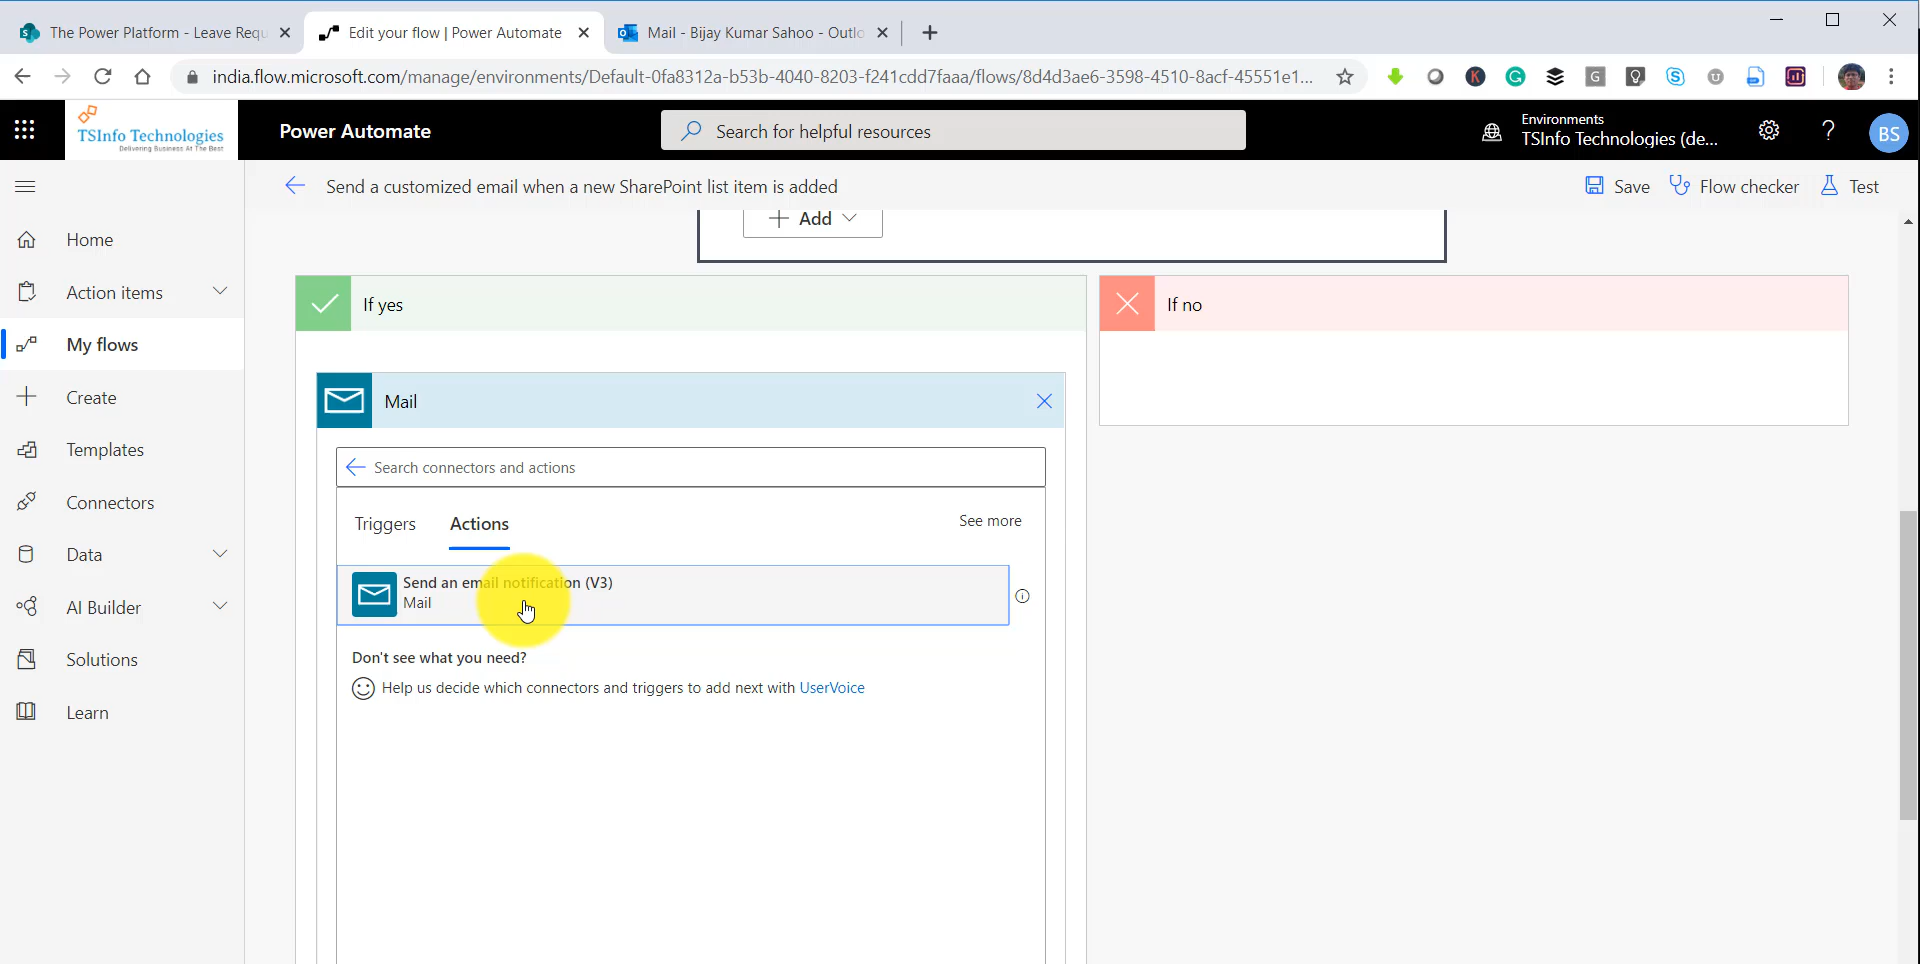 The Power Platform - Leave Requ
Edit your flow | Power Automate
Mail - Bijay Kumar Sahoo - Outlo
india.flow.microsoft.com/manage/environments/Default-0fa8312a-b53b-4040-8203-f241cdd7faaa/flows/8d4d3ae6-3598-4510-8acf-45551e1...
TSInfo Technologies
Delivering Business At The Best
Power Automate
Search for helpful resources
Environments
TSInfo Technologies (de...
?
BS
Send a customized email when a new SharePoint list item is added
Save
Flow checker
Test
Home
Action items
My flows
Create
Templates
Connectors
Data
AI Builder
Solutions
Learn
Add
If yes
If no
Mail
Search connectors and actions
Triggers
Actions
See more
Send an email notification (V3)
Mail
Don't see what you need?
Help us decide which connectors and triggers to add next with UserVoice